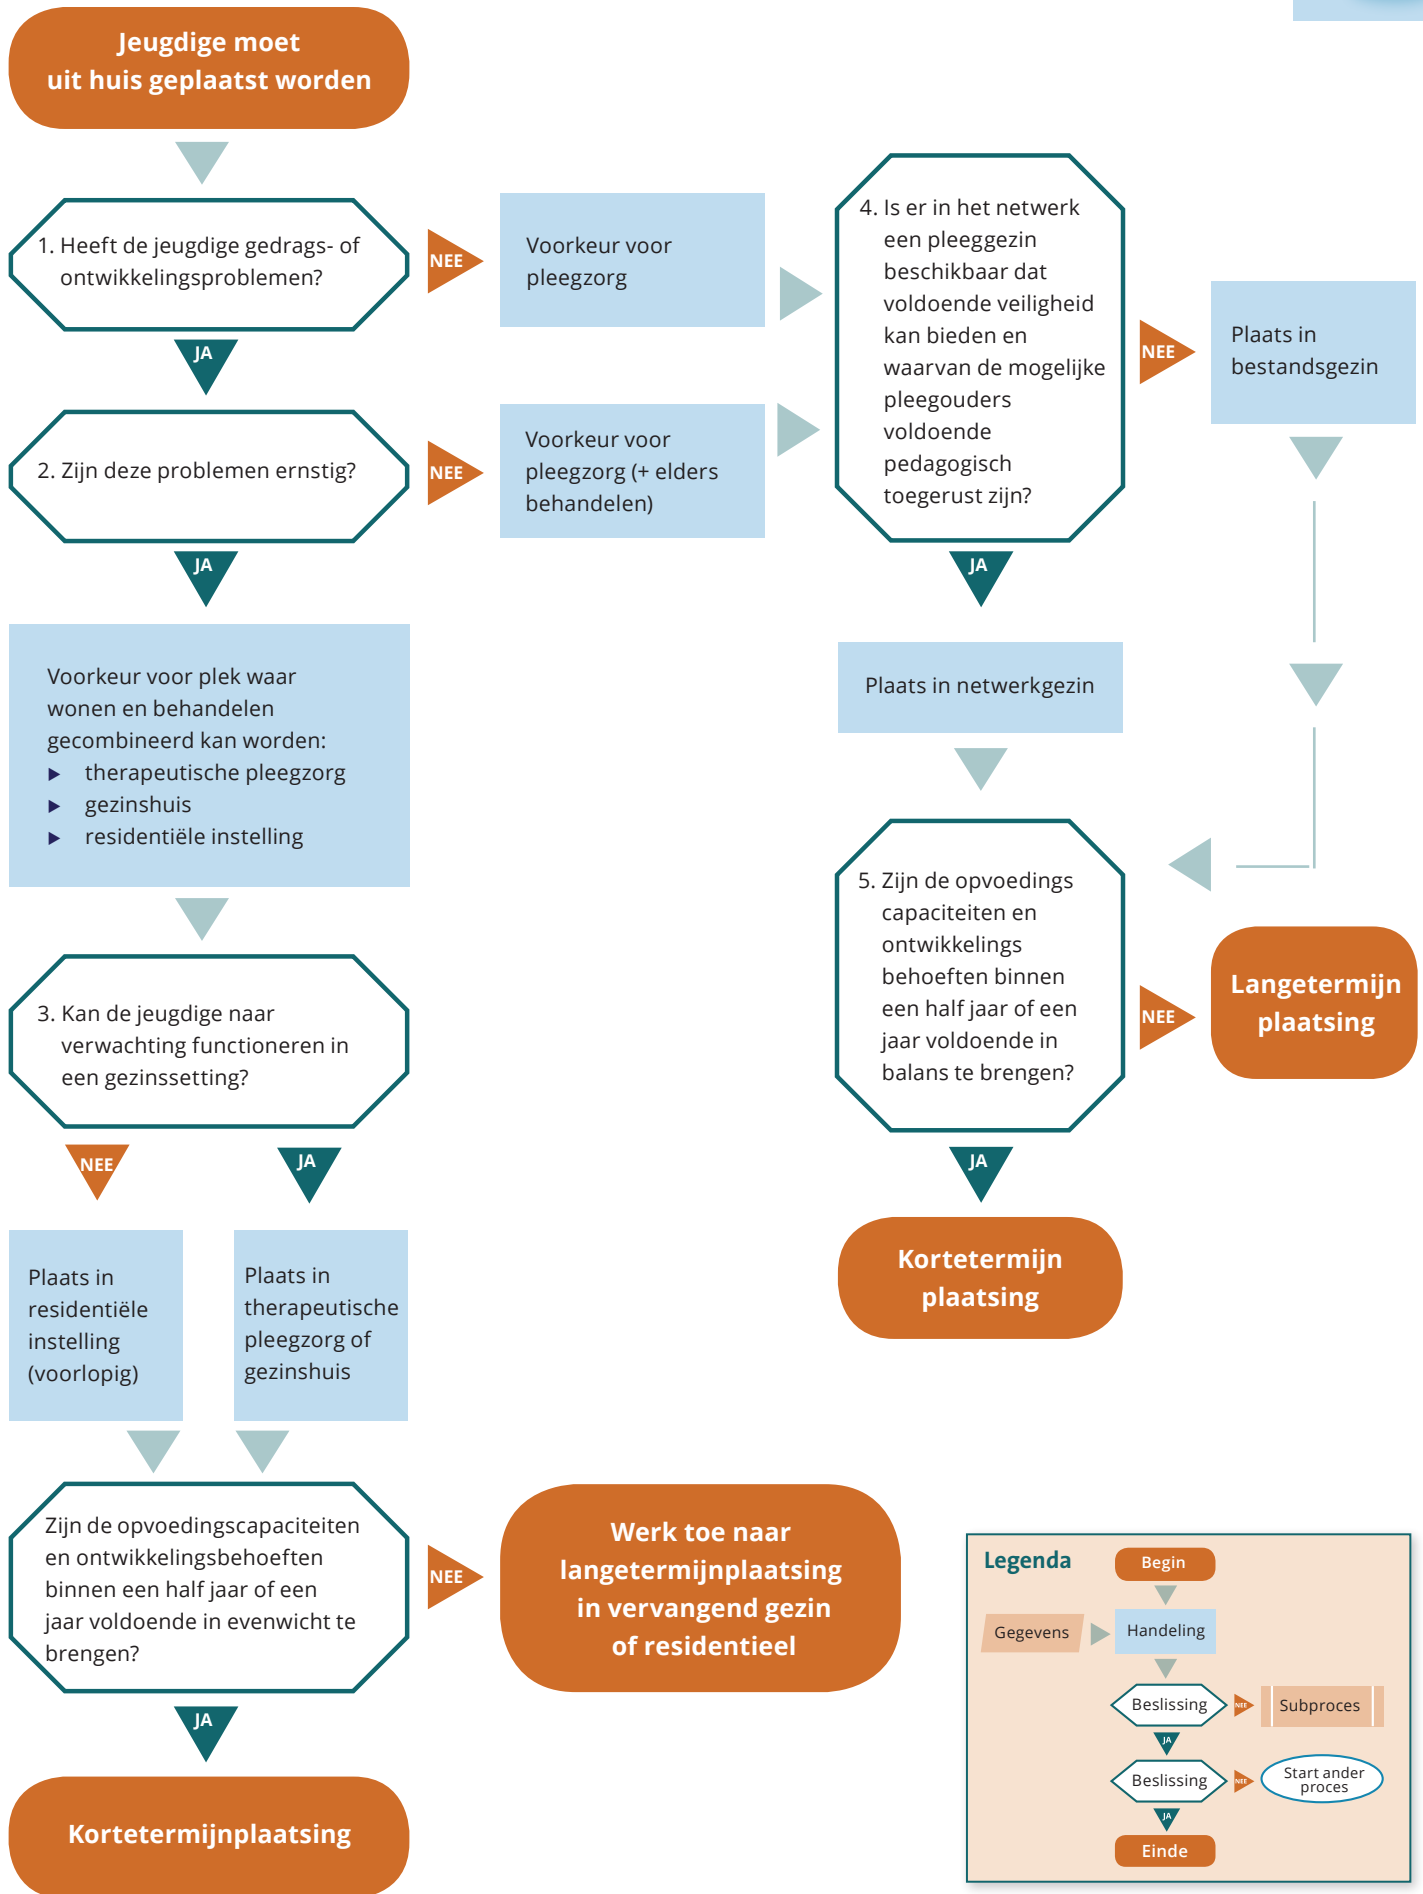 Jeugdige moet
uit huis geplaatst worden
1. Heeft de jeugdige gedrags- of
ontwikkelingsproblemen?
NEE
Voorkeur voor
pleegzorg
JA
2. Zijn deze problemen ernstig?
NEE
Voorkeur voor
pleegzorg (+ elders
behandelen)
JA
4. Is er in het netwerk
een pleeggezin
beschikbaar dat
voldoende veiligheid
kan bieden en
waarvan de mogelijke
pleegouders
voldoende
pedagogisch
toegerust zijn?
NEE
Plaats in
bestandsgezin
JA
Plaats in netwerkgezin
Voorkeur voor plek waar
wonen en behandelen
gecombineerd kan worden:
▶ therapeutische pleegzorg
▶ gezinshuis
▶ residentiële instelling
5. Zijn de opvoedings
capaciteiten en
ontwikkelings
behoeften binnen
een half jaar of een
jaar voldoende in
balans te brengen?
NEE
Langetermijn
plaatsing
JA
Kortetermijn
plaatsing
3. Kan de jeugdige naar
verwachting functioneren in
een gezinssetting?
NEE
JA
Plaats in
residentiële
instelling
(voorlopig)
Plaats in
therapeutische
pleegzorg of
gezinshuis
Zijn de opvoedingscapaciteiten
en ontwikkelingsbehoeften
binnen een half jaar of een
jaar voldoende in evenwicht te
brengen?
NEE
Werk toe naar
langetermijnplaatsing
in vervangend gezin
of residentieel
JA
Kortetermijnplaatsing
Legenda
Begin
Gegevens
Handeling
Beslissing
NEE
Subproces
JA
Beslissing
NEE
Start ander
proces
JA
Einde